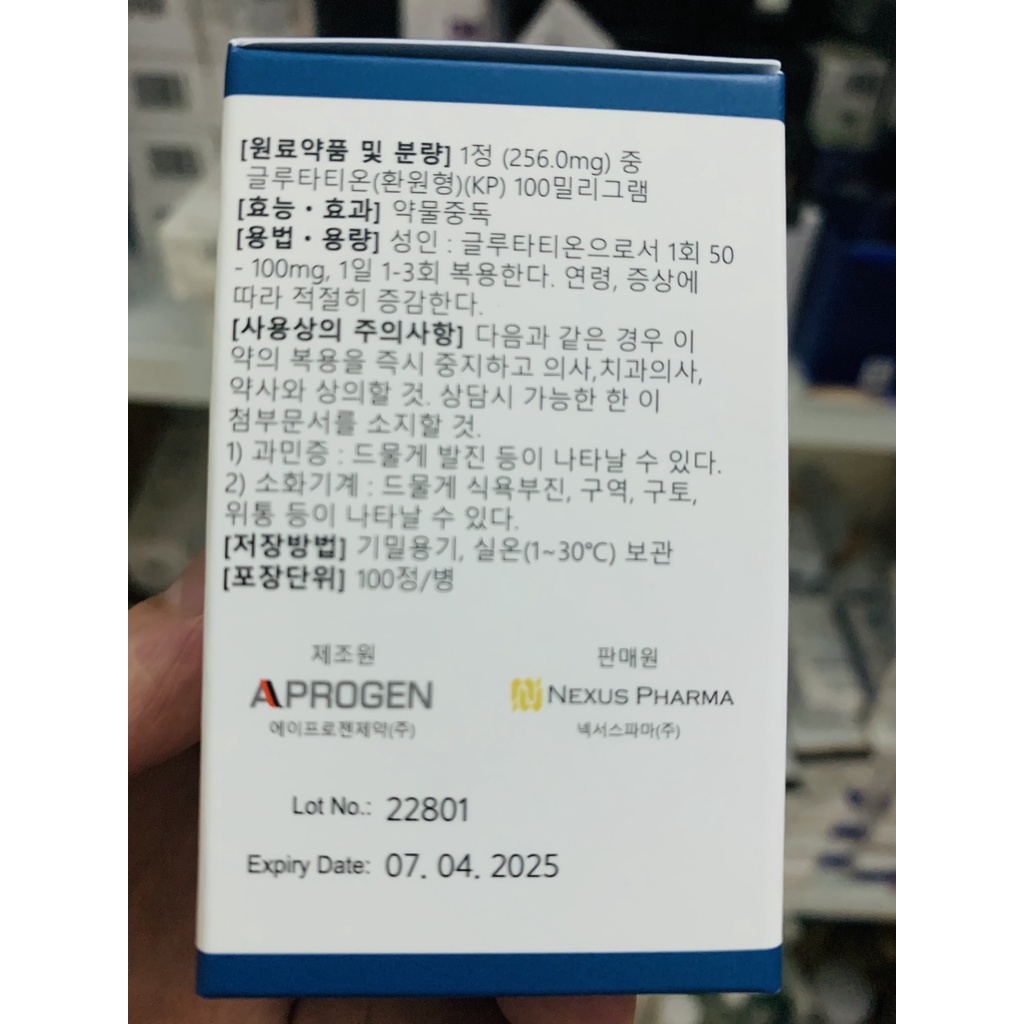 [원료약품 및 분량] 1정 (256.0mg) 중
글루타티온(환원형)(KP) 100밀리그램
[효능・효과] 약물중독
[용법・용량] 성인 : 글루타티온으로서 1회 50
- 100mg, 1일 1-3회 복용한다. 연령, 증상에
따라 적절히 증감한다.
[사용상의 주의사항] 다음과 같은 경우 이
약의 복용을 즉시 중지하고 의사,치과의사,
약사와 상의할 것. 상담시 가능한 한 이
첨부문서를 소지할 것.
1) 과민증 : 드물게 발진 등이 나타날 수 있다.
2) 소화기계 : 드물게 식욕부진, 구역, 구토,
위통 등이 나타날 수 있다.
[저장방법] 기밀용기, 실온(1~30℃) 보관
[포장단위] 100정/병
제조원
APROGEN
에이프로젠제약(주)
판매원
NEXUS PHARMA
넥서스파마(주)
Lot No.: 22801
Expiry Date: 07. 04. 2025